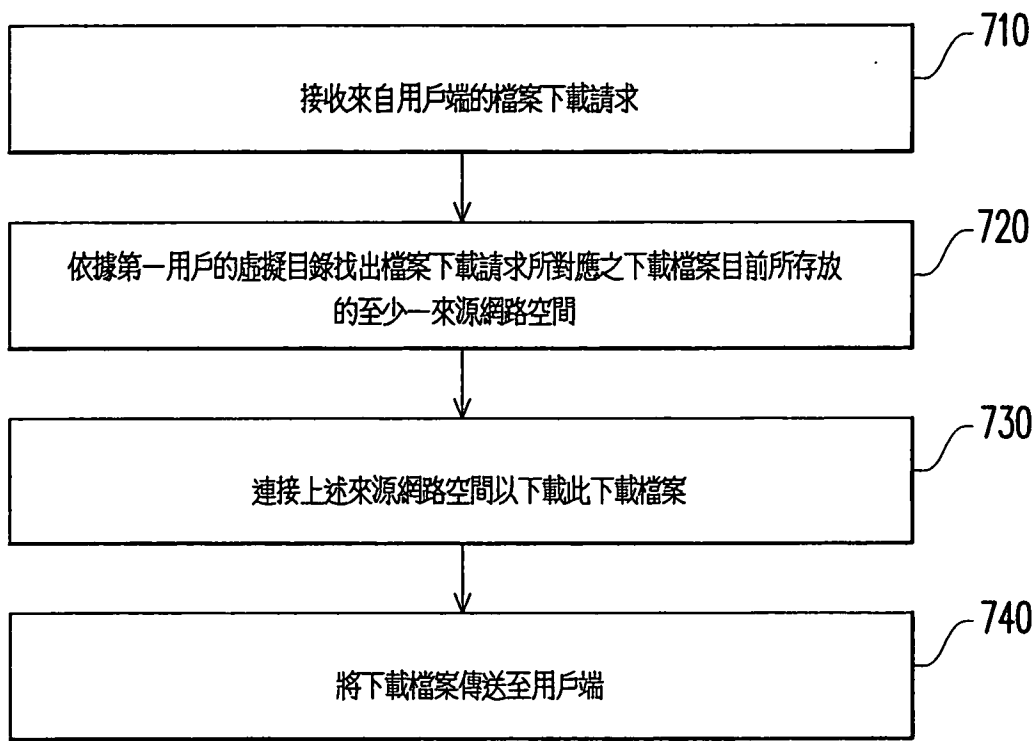 710
接收來自用戶端的檔案下載請求
720
依據第一用戶的虛擬目錄找出檔案下載請求所對應之下載檔案目前所存放
的至少一來源網路空間
730
連接上述來源網路空間以下載此下載檔案
740
將下載檔案傳送至用戶端